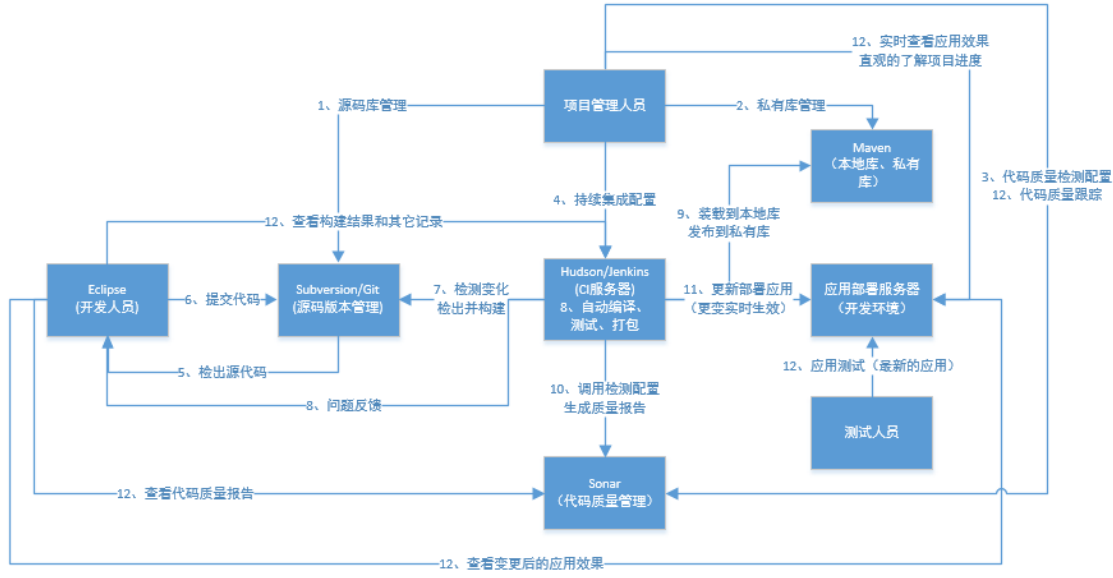 12、实时查看应用效果
直观的了解项目进度
1、源码库管理
项目管理人员
2、私有库管理
Maven
（本地库、私有
库）
3、代码质量检测配置
12、代码质量跟踪
4、持续集成配置
9、装载到本地库
发布到私有库
12、查看构建结果和其它记录
Eclipse
(开发人员)
6、提交代码
Subversion/Git
(源码版本管理)
7、检测变化
检出并构建
Hudson/Jenkins
(CI服务器)
8、自动编译、
测试、打包
11、更新部署应用
（更变实时生效）
应用部署服务器
（开发环境）
5、检出源代码
12、应用测试（最新的应用）
8、问题反馈
10、调用检测配置
生成质量报告
测试人员
12、查看代码质量报告
Sonar
（代码质量管理）
12、查看变更后的应用效果